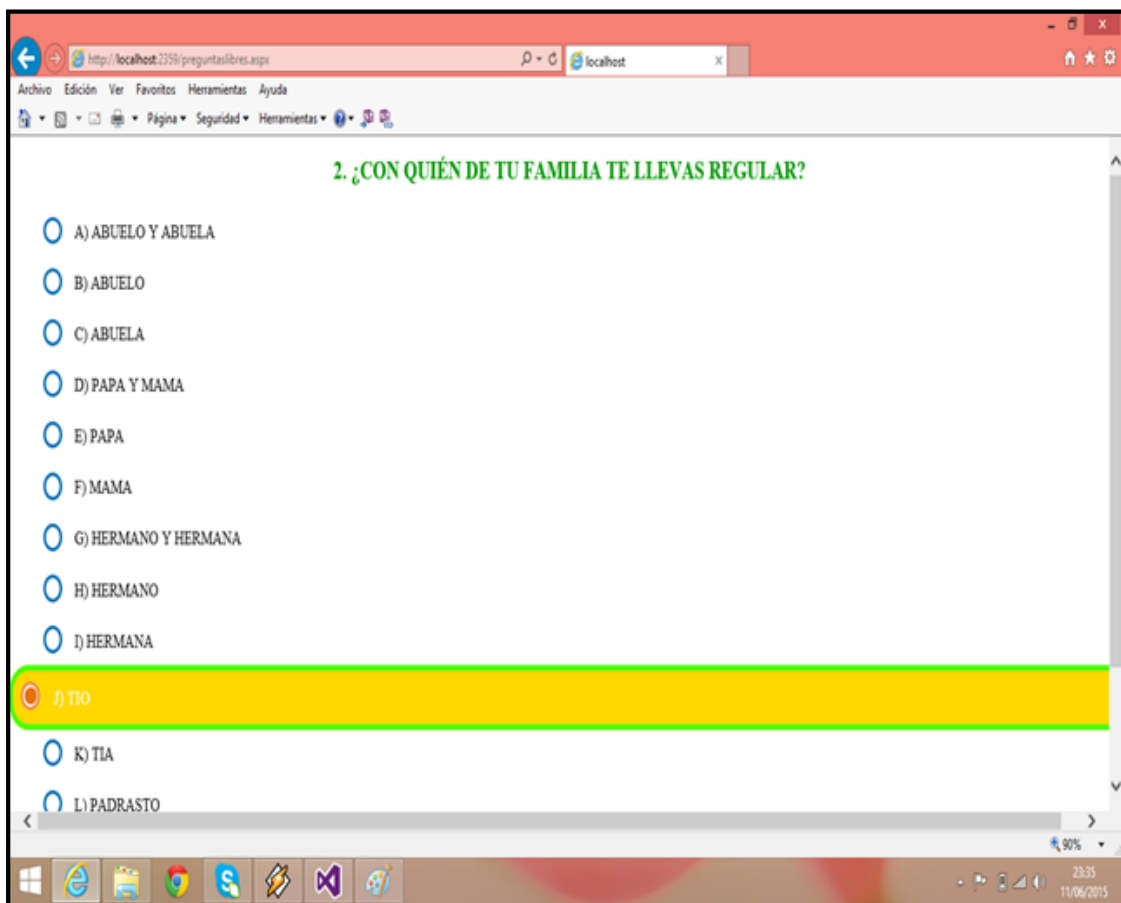 http://localhost:2359/preguntaslibres.aspx
localhost
Archivo Edición Ver Favoritos Herramientas Ayuda
Página Seguridad Herramientas
2. ¿CON QUIÉN DE TU FAMILIA TE LLEVAS REGULAR?
A) ABUELO Y ABUELA
B) ABUELO
C) ABUELA
D) PAPA Y MAMA
E) PAPA
F) MAMA
G) HERMANO Y HERMANA
H) HERMANO
I) HERMANA
J) TIO
K) TIA
L) PADRASTO
90%
23:35
11/06/2015